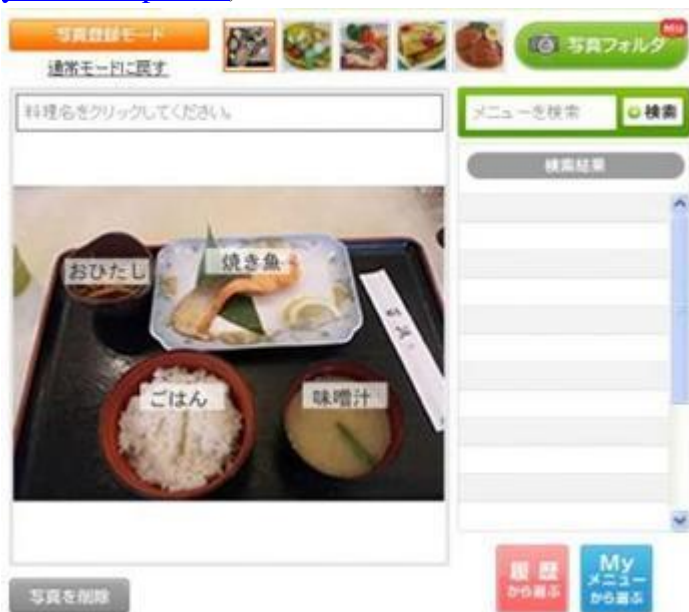 写真登録モード
通常モードに戻す
写真フォルダ
料理名をクリックしてください。
メニューを検索
検索
検索結果
おひたし
焼き魚
ごはん
味噌汁
写真を削除
履歴
から選ぶ
My
メニュー
から選ぶ